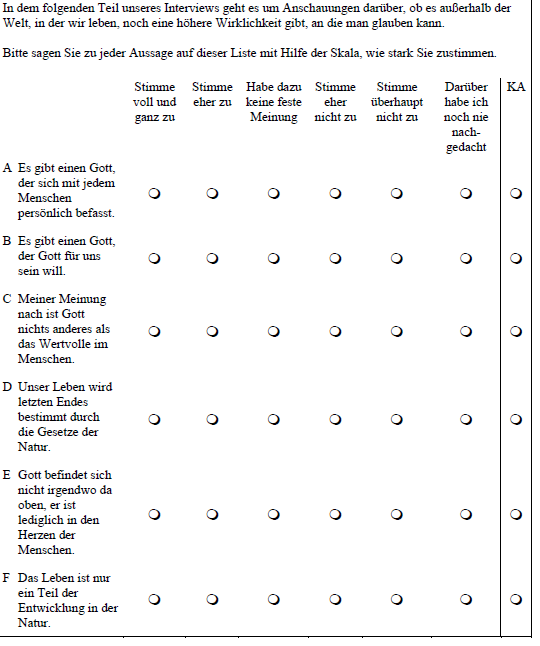 In dem folgenden Teil unseres Interviews geht es um Anschauungen darüber, ob es außerhalb der
Welt, in der wir leben, noch eine höhere Wirklichkeit gibt, an die man glauben kann.
Bitte sagen Sie zu jeder Aussage auf dieser Liste mit Hilfe der Skala, wie stark Sie zustimmen.
Stimme voll und ganz zu
Stimme eher zu
Habe dazu keine feste Meinung
Stimme eher nicht zu
Stimme überhaupt nicht zu
Darüber habe ich noch nie nach-
gedacht
KA
A Es gibt einen Gott,
der sich mit jedem
Menschen
persönlich befasst.
B Es gibt einen Gott,
der Gott für uns
sein will.
C Meiner Meinung
nach ist Gott
nichts anderes als
das Wertvolle im
Menschen.
D Unser Leben wird
letzten Endes
bestimmt durch
die Gesetze der
Natur.
E Gott befindet sich
nicht irgendwo da
oben, er ist
lediglich in den
Herzen der
Menschen.
F Das Leben ist nur
ein Teil der
Entwicklung in der
Natur.